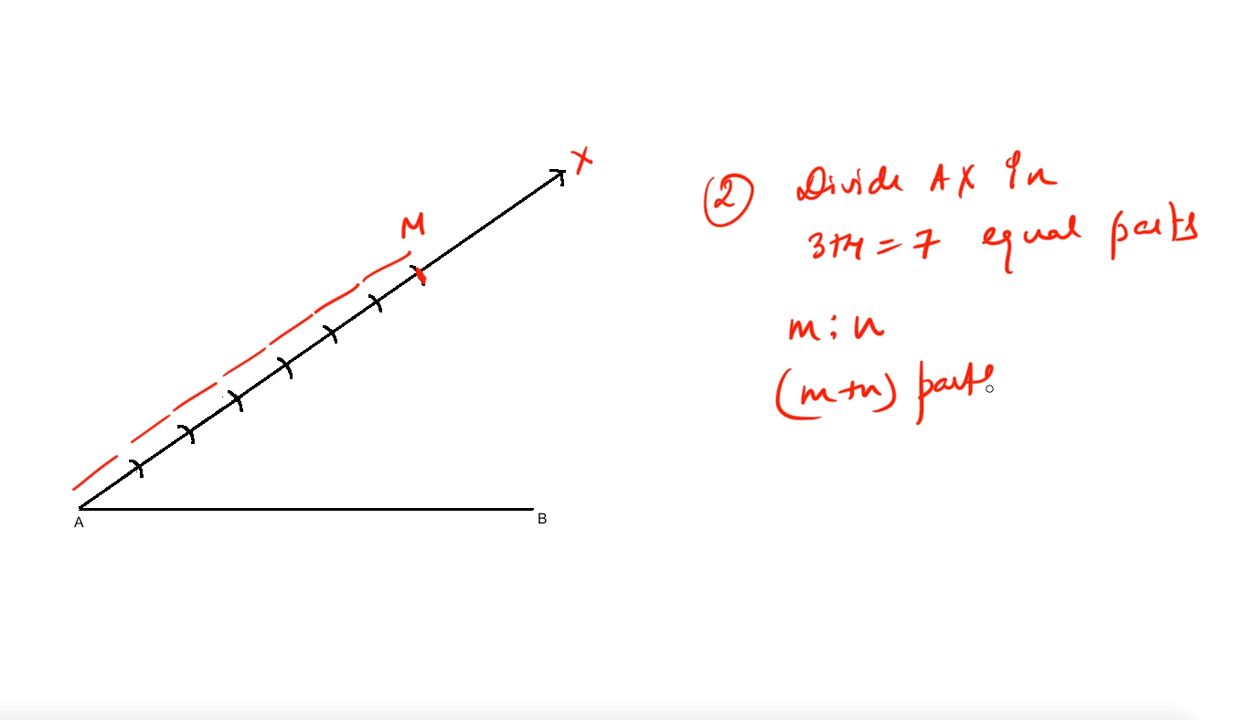 X
M
A
B
② Divide AX in
3+4 = 7 equal parts
m : n
(m+n) parts